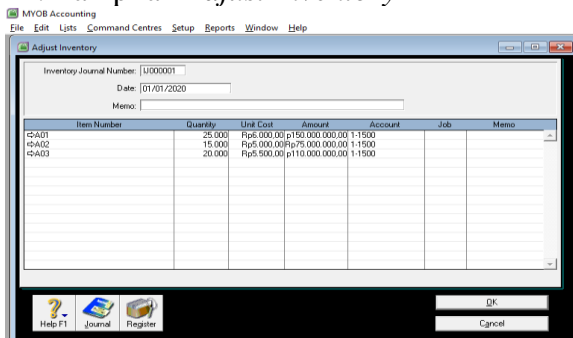 MYOB Accounting
File Edit Lists Command Centres Setup Reports Window Help
Adjust Inventory
Inventory Journal Number: IJ000001
Date: 01/01/2020
Memo:
Item Number Quantity Unit Cost Amount Account Job Memo
A01 25.000 Rp6.000,00 p150.000.000,00 1-1500
A02 15.000 Rp5.000,00 Rp75.000.000,00 1-1500
A03 20.000 Rp5.500,00 p110.000.000,00 1-1500
Help F1 Journal Register
OK
Cancel